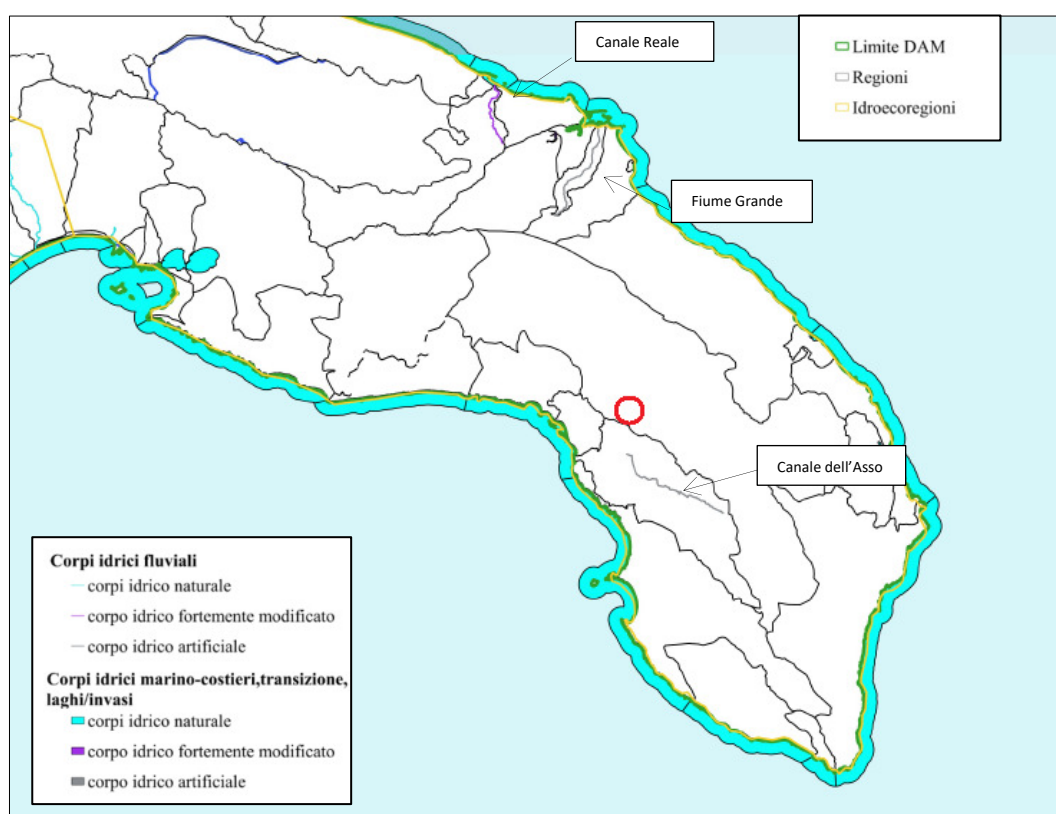 Canale Reale
Limite DAM
Regioni
Idroecoregioni
Fiume Grande
Canale dell'Asso
Corpi idrici fluviali
corpi idrico naturale
corpo idrico fortemente modificato
corpo idrico artificiale
Corpi idrici marino-costieri,transizione,
laghi/invasi
corpi idrico naturale
corpo idrico fortemente modificato
corpo idrico artificiale